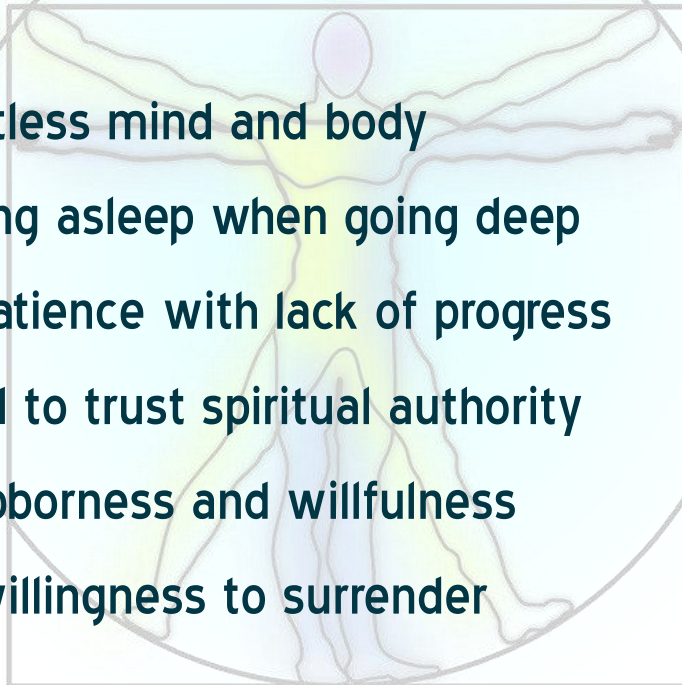 tless mind and body
ng asleep when going deep
atience with lack of progress
l to trust spiritual authority
bborness and willfulness
villingness to surrender